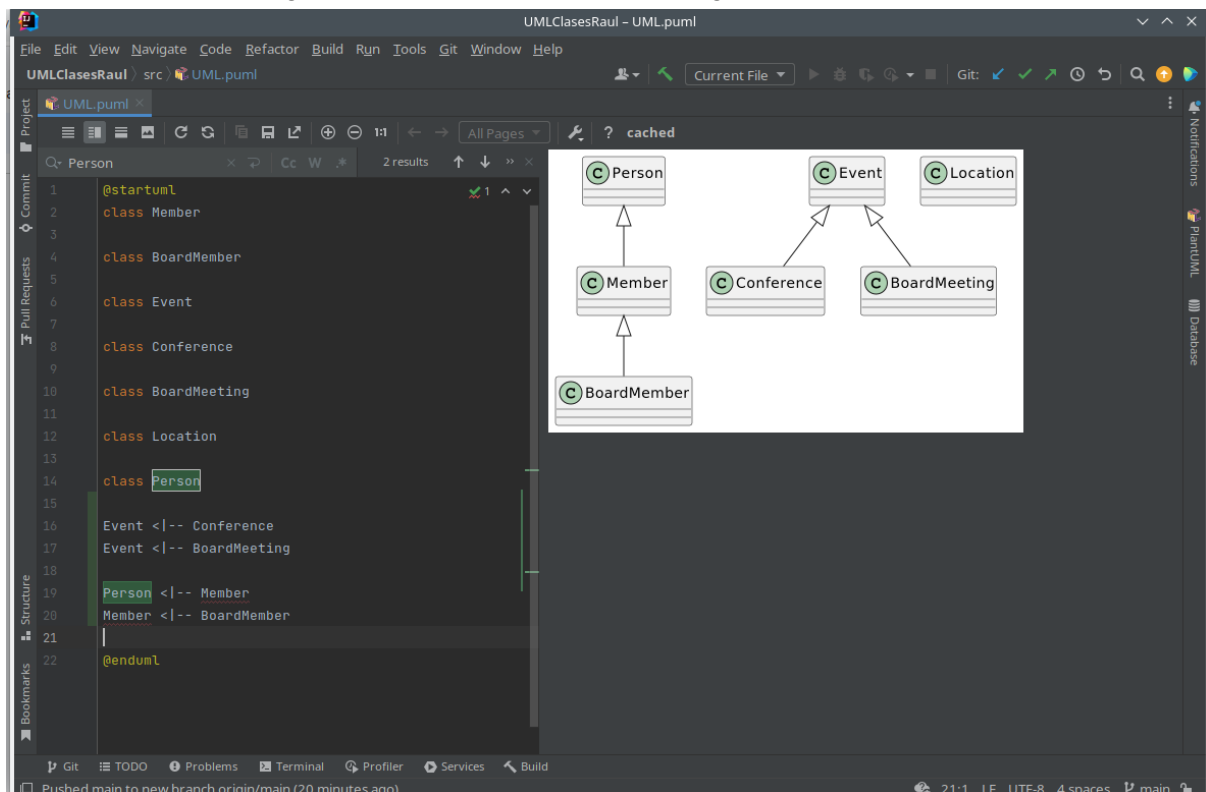 UMLClasesRaul – UML.puml
File Edit View Navigate Code Refactor Build Run Tools Git Window Help
UMLClasesRaul src UML.puml Current File Git:
UML.puml
1:1 All Pages ? cached
Person Cc W .* 2 results
1 @startuml 1
2 class Member
3
4 class BoardMember
5
6 class Event
7
8 class Conference
9
10 class BoardMeeting
11
12 class Location
13
14 class Person
15
16 Event <|-- Conference
17 Event <|-- BoardMeeting
18
19 Person <|-- Member
20 Member <|-- BoardMember
21
22 @enduml
C Person
C Event
C Location
C Member
C Conference
C BoardMeeting
C BoardMember
Project
Commit
Pull Requests
Structure
Bookmarks
Notifications
PlantUML
Database
Git TODO Problems Terminal Profiler Services Build
Pushed main to new branch origin/main (20 minutes ago) 21:1 LF UTF-8 4 spaces main